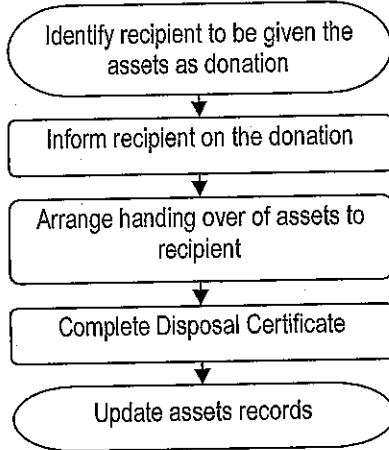 Identify recipient to be given the
assets as donation
Inform recipient on the donation
Arrange handing over of assets to
recipient
Complete Disposal Certificate
Update assets records